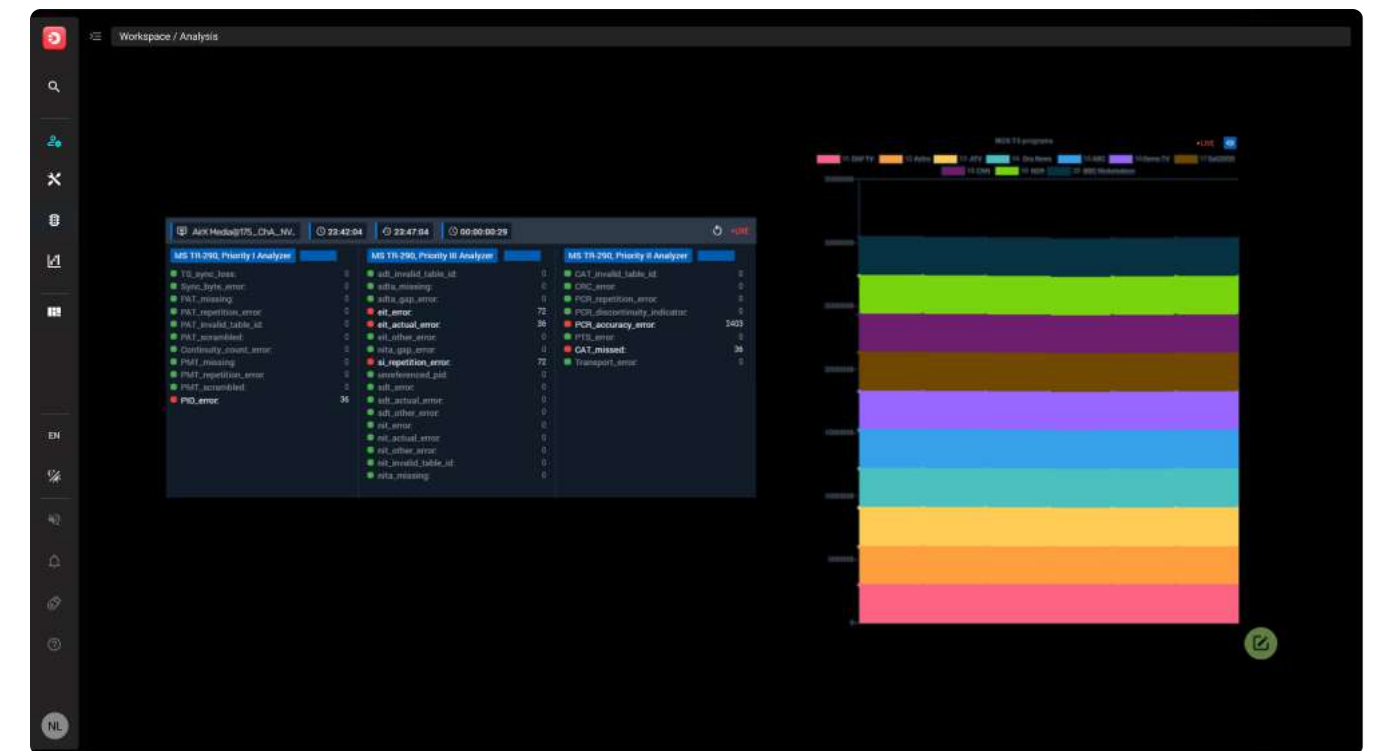 Workspace / Analysis
EN
NL
23:42:04
23:47:04
00:00:00:29
LIVE
MS TR-290, Priority I Analyzer
TS_sync_loss: 0
Sync_byte_error: 0
PAT_missing: 0
PAT_repetition_error: 0
PAT_invalid_table_id: 0
PAT_scrambled: 0
Continuity_count_error: 0
PMT_missing: 0
PMT_repetition_error: 0
PMT_scrambled: 0
PID_error: 36
MS TR-290, Priority III Analyzer
sdt_invalid_table_id: 0
sdta_missing: 0
sdta_gap_error: 0
eit_error: 72
eit_actual_error: 36
eit_other_error: 0
nita_gap_error: 0
si_repetition_error: 72
unreferenced_pid: 0
sdt_error: 0
sdt_actual_error: 0
sdt_other_error: 0
nit_error: 0
nit_actual_error: 0
nit_other_error: 0
nit_invalid_table_id: 0
nita_missing: 0
MS TR-290, Priority II Analyzer
CAT_invalid_table_id: 0
CRC_error: 0
PCR_repetition_error: 0
PCR_discontinuity_indicator: 0
PCR_accuracy_error: 2403
PTS_error: 0
CAT_missed: 36
Transport_error: 0
TS programs
LIVE
0